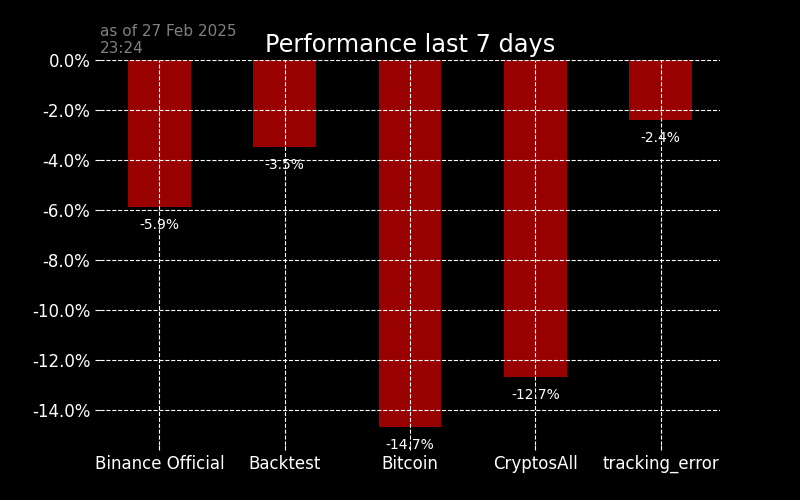 as of 27 Feb 2025
23:24
Performance last 7 days
0.0%
-2.0%
-4.0%
-6.0%
-8.0%
-10.0%
-12.0%
-14.0%
-5.9%
-3.5%
-14.7%
-12.7%
-2.4%
Binance Official
Backtest
Bitcoin
CryptosAll
tracking_error